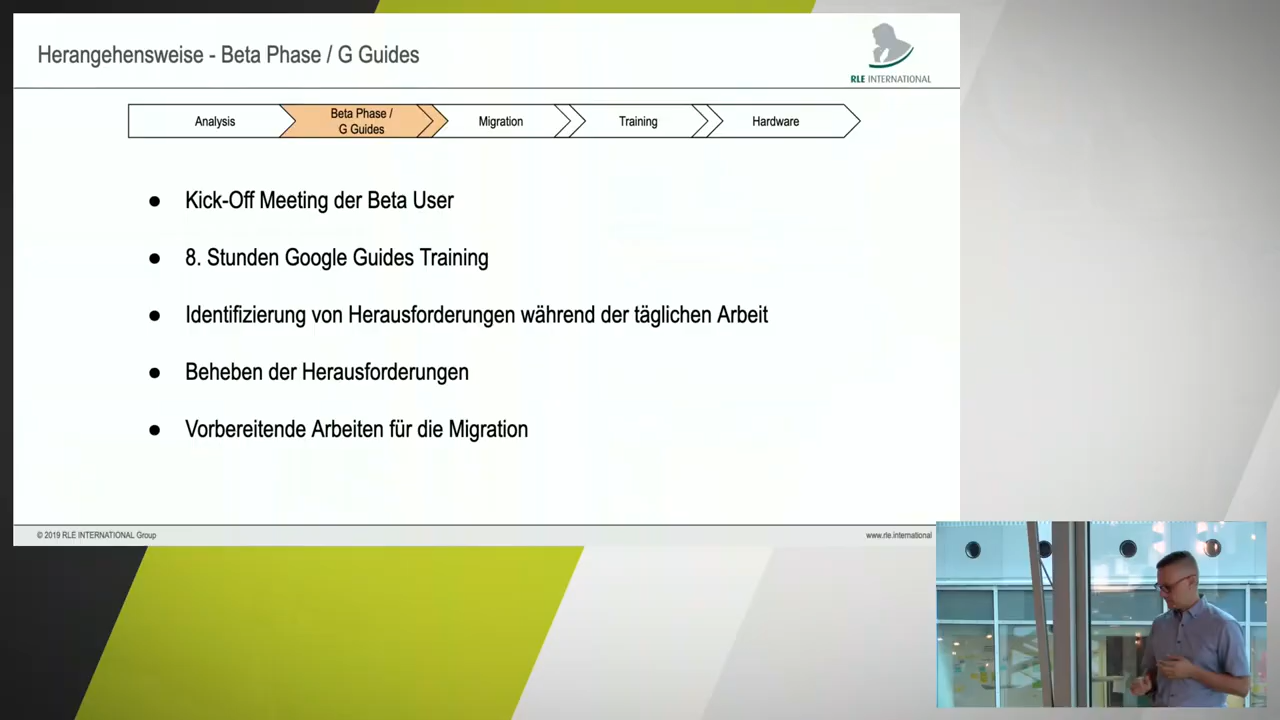 Herangehensweise - Beta Phase / G Guides
RLE INTERNATIONAL
Analysis
Beta Phase /
G Guides
Migration
Training
Hardware
● Kick-Off Meeting der Beta User
● 8. Stunden Google Guides Training
● Identifizierung von Herausforderungen während der täglichen Arbeit
● Beheben der Herausforderungen
● Vorbereitende Arbeiten für die Migration
© 2019 RLE INTERNATIONAL Group
www.rle.international